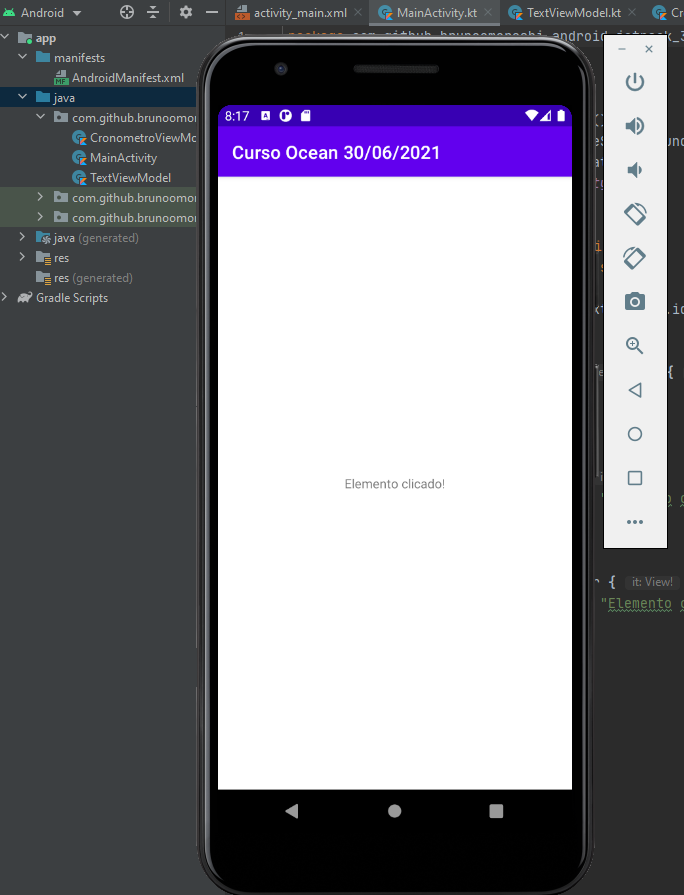 Android
activity_main.xml
MainActivity.kt
TextViewModel.kt
app
manifests
AndroidManifest.xml
java
com.github.brunoomor
CronometroViewMo
MainActivity
TextViewModel
com.github.brunoomor
com.github.brunoomor
java (generated)
res
res (generated)
Gradle Scripts
8:17
Curso Ocean 30/06/2021
Elemento clicado!
{
{ it: View!
"Elemento c